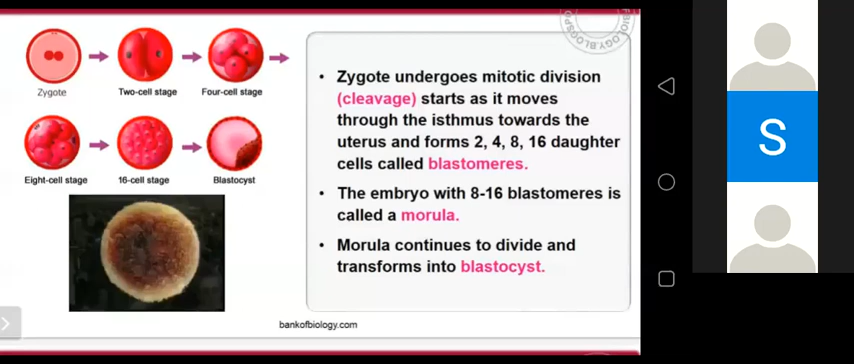 BIOLOGY.BLOGSPO
Zygote
Two-cell stage
Four-cell stage
Eight-cell stage
16-cell stage
Blastocyst
• Zygote undergoes mitotic division
(cleavage) starts as it moves
through the isthmus towards the
uterus and forms 2, 4, 8, 16 daughter
cells called blastomeres.
• The embryo with 8-16 blastomeres is
called a morula.
• Morula continues to divide and
transforms into blastocyst.
bankofbiology.com
S